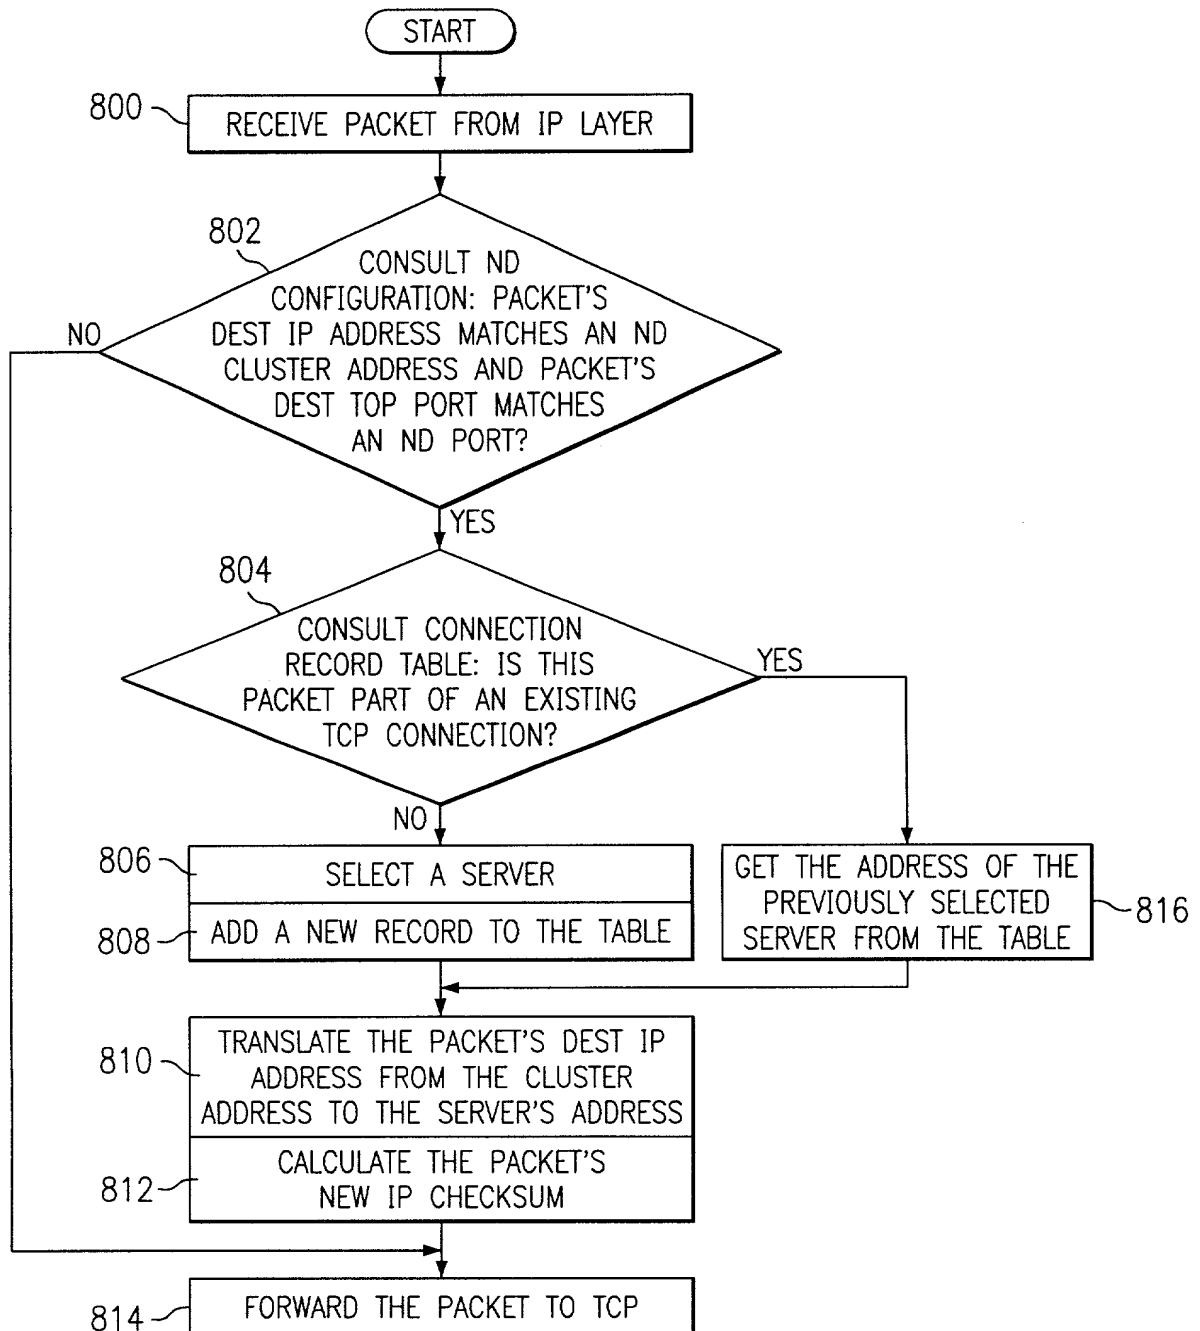 START
800
RECEIVE PACKET FROM IP LAYER
802
CONSULT ND
CONFIGURATION: PACKET'S
DEST IP ADDRESS MATCHES AN ND
CLUSTER ADDRESS AND PACKET'S
DEST TOP PORT MATCHES
AN ND PORT?
NO
YES
804
CONSULT CONNECTION
RECORD TABLE: IS THIS
PACKET PART OF AN EXISTING
TCP CONNECTION?
YES
NO
806
SELECT A SERVER
808
ADD A NEW RECORD TO THE TABLE
GET THE ADDRESS OF THE
PREVIOUSLY SELECTED
SERVER FROM THE TABLE
816
810
TRANSLATE THE PACKET'S DEST IP
ADDRESS FROM THE CLUSTER
ADDRESS TO THE SERVER'S ADDRESS
812
CALCULATE THE PACKET'S
NEW IP CHECKSUM
814
FORWARD THE PACKET TO TCP